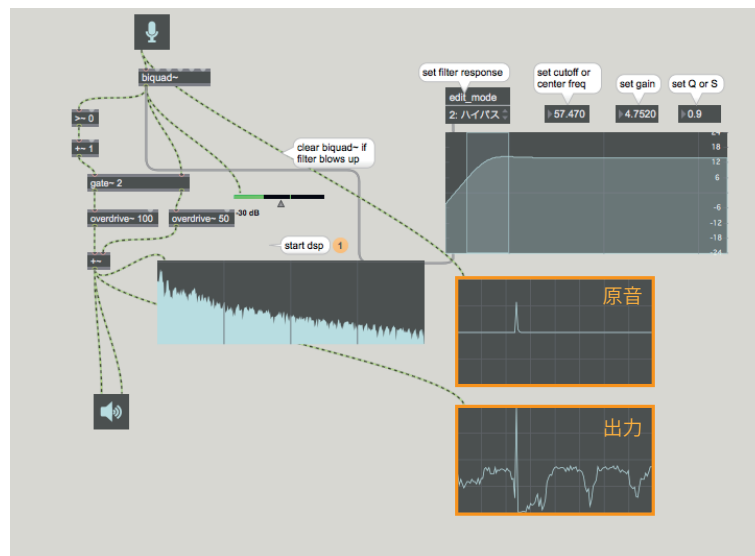 biquad~
>~ 0
+~ 1
gate~ 2
overdrive~ 100
overdrive~ 50
+~
-30 dB
start dsp
1
clear biquad~ if
filter blows up
set filter response
edit_mode
2: ハイパス
set cutoff or
center freq
57.470
set gain
4.7520
set Q or S
0.9
24
18
12
6
-6
-12
-18
-24
原音
出力